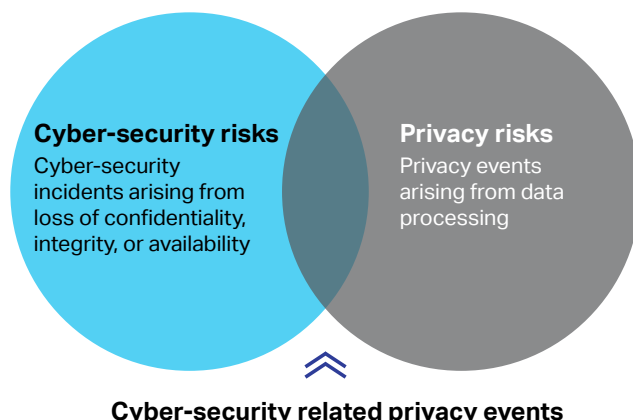 Cyber-security risks
Cyber-security
incidents arising from
loss of confidentiality,
integrity, or availability
Privacy risks
Privacy events
arising from data
processing
Cyber-security related privacy events